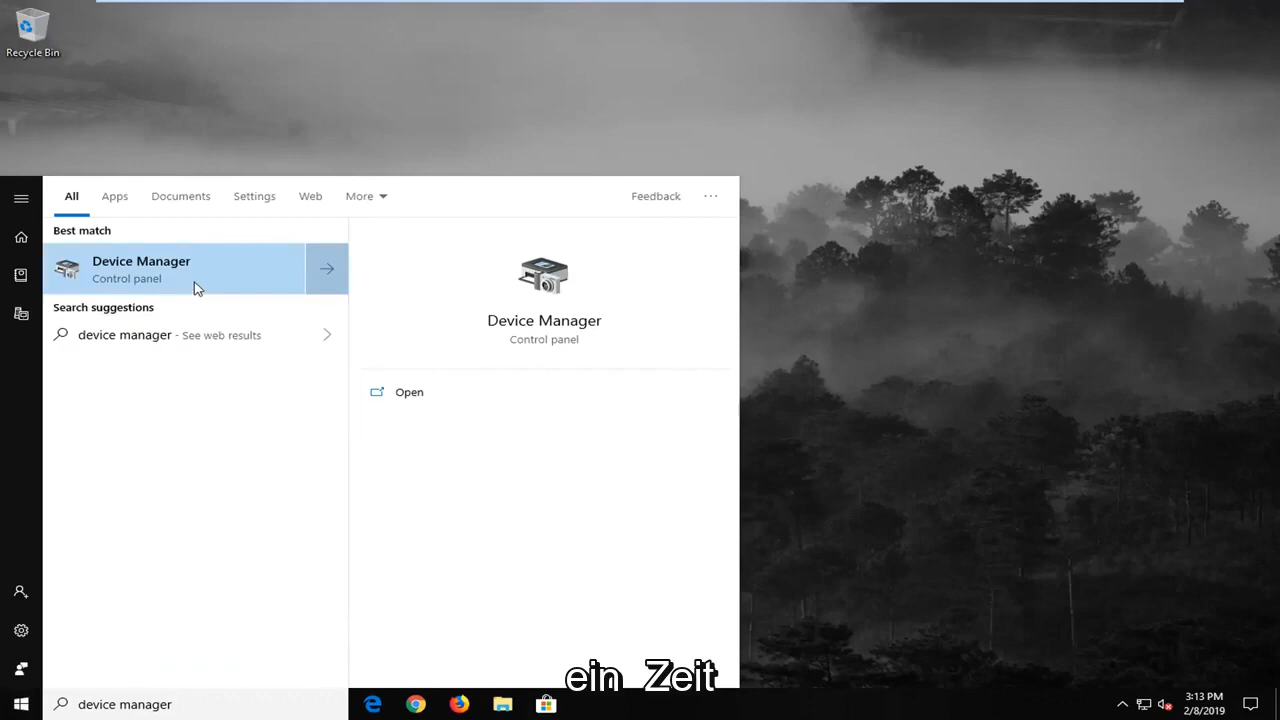 Recycle Bin
All Apps Documents Settings Web More Feedback ...
Best match
Device Manager
Control panel
Search suggestions
device manager - See web results
Device Manager
Control panel
Open
ein Zeit
device manager
3:13 PM
2/8/2019